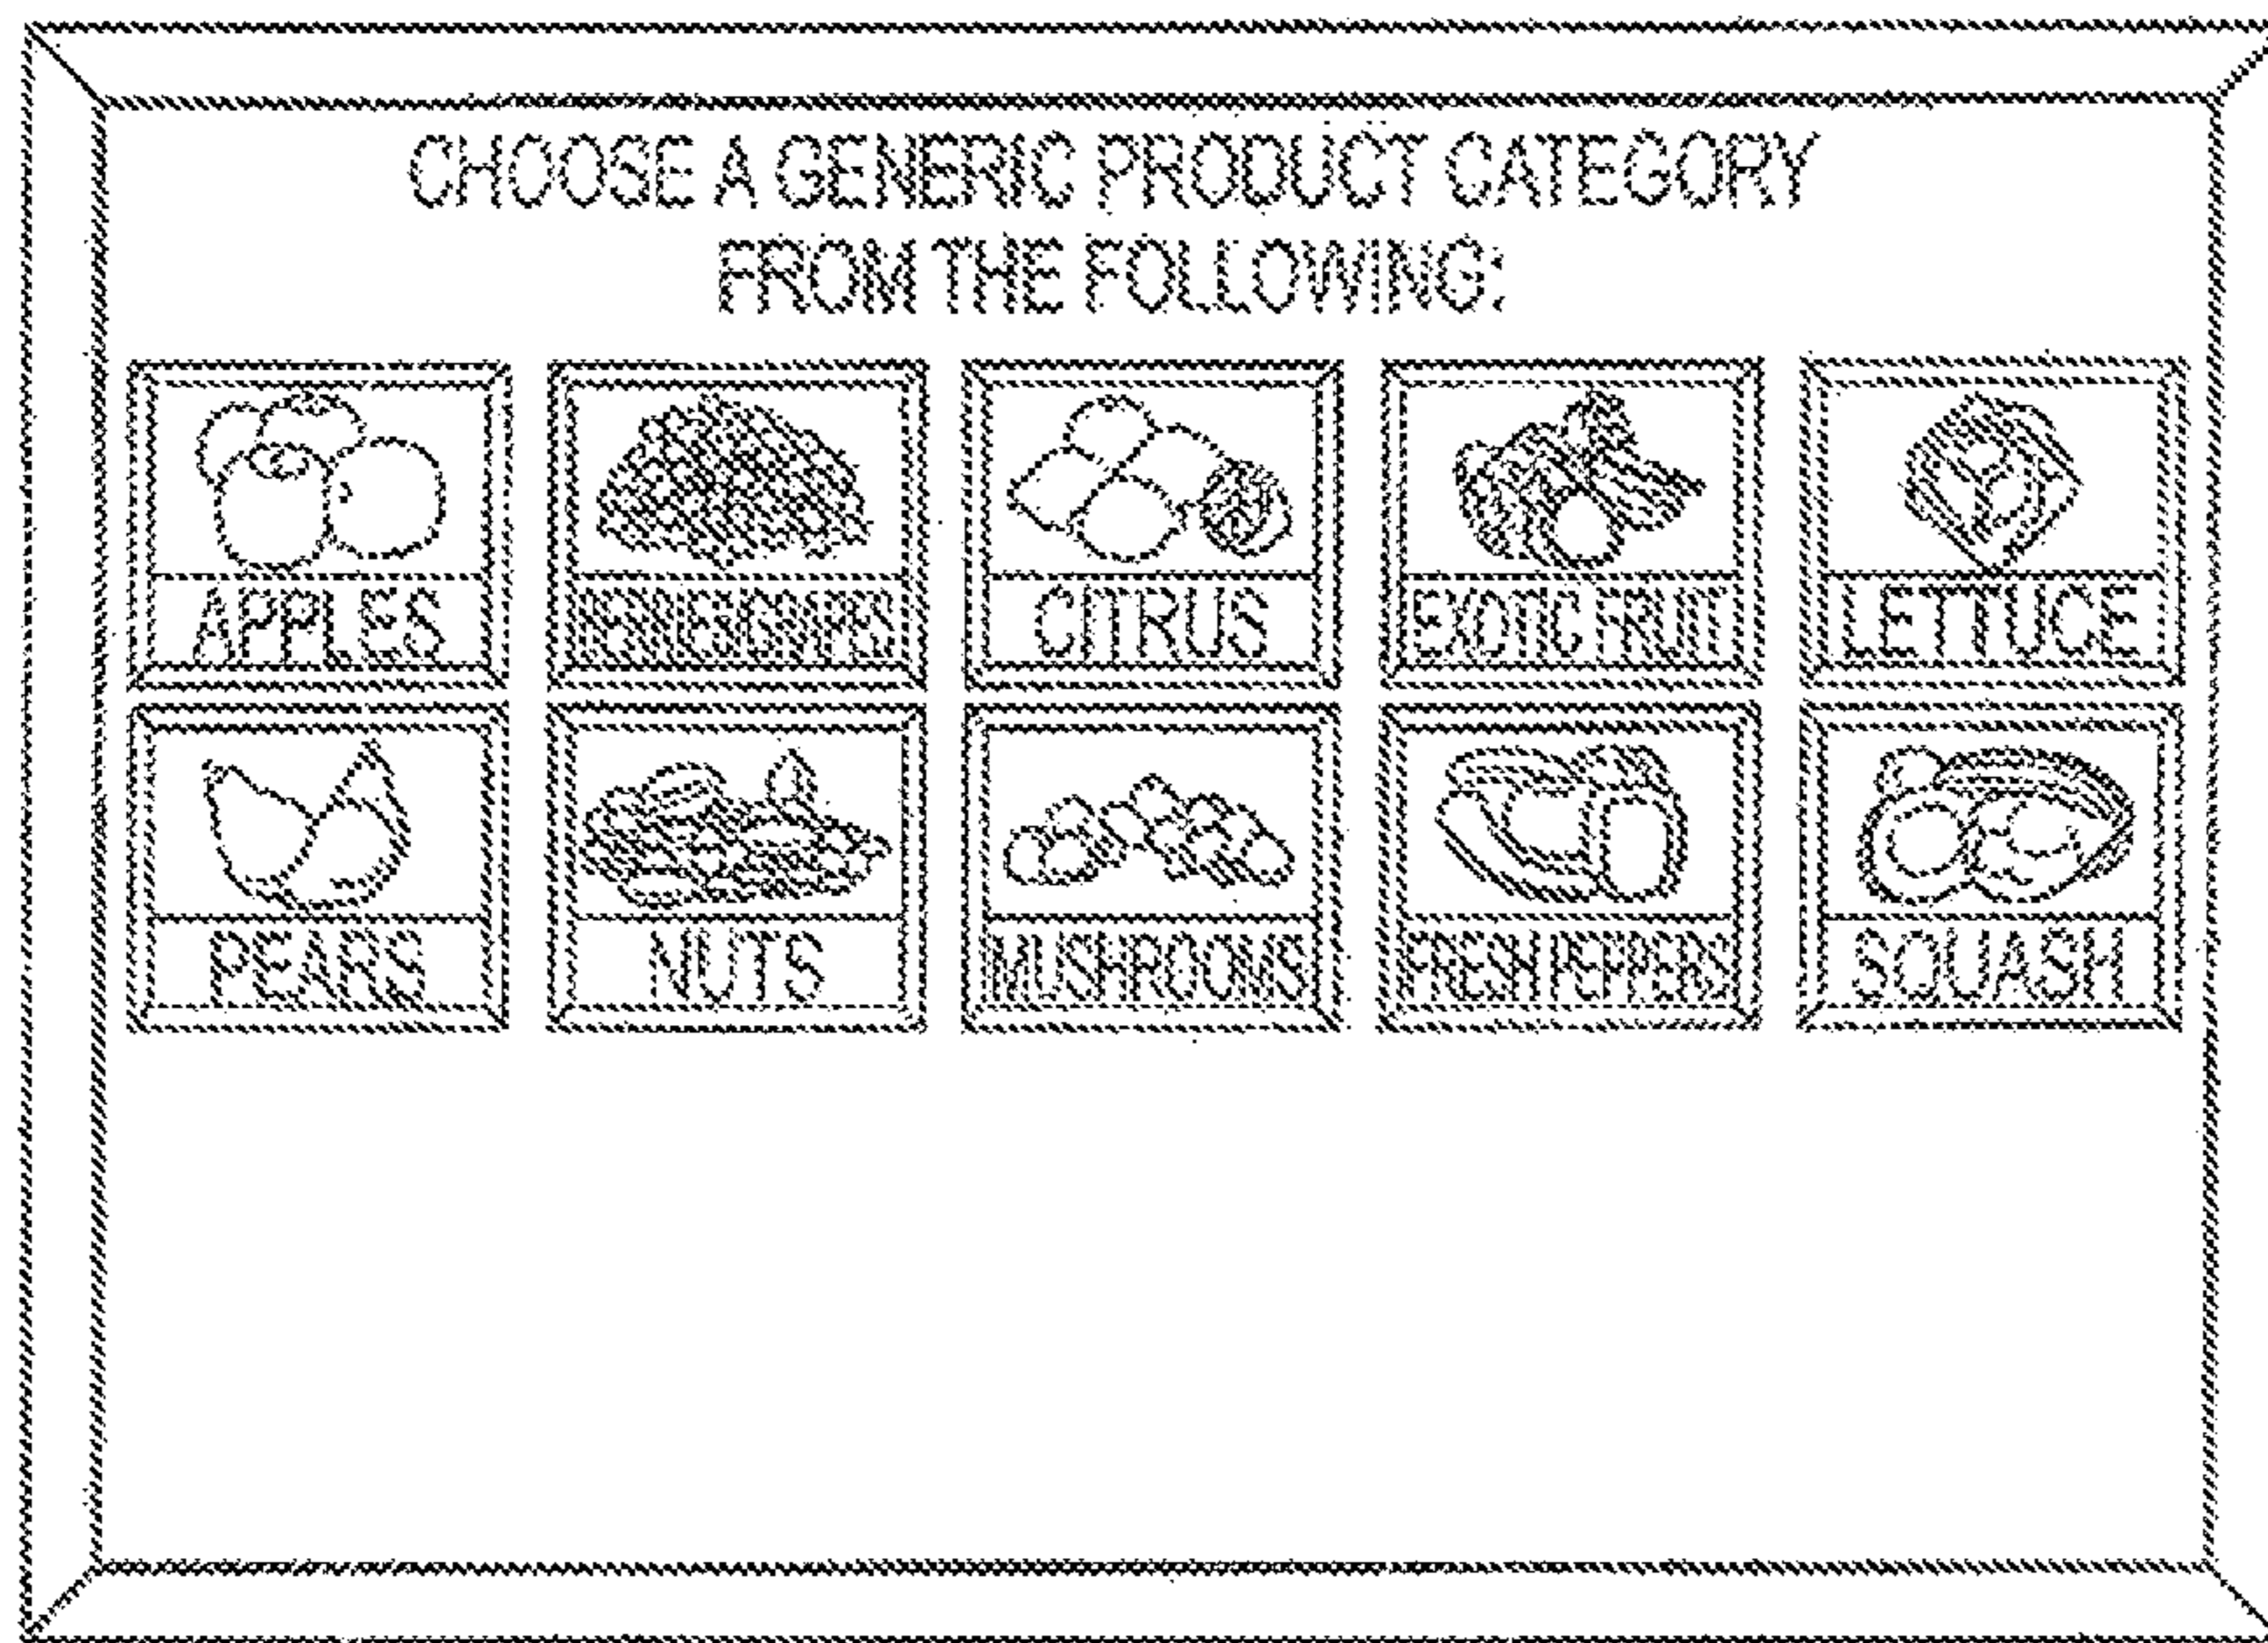 CHOOSE A GENERIC PRODUCT CATEGORY
FROM THE FOLLOWING:
APPLES
CITRUS
EXOTIC FRUIT
LETTUCE
PEARS
NUTS
MUSHROOMS
FRESH PEPPERS
SQUASH